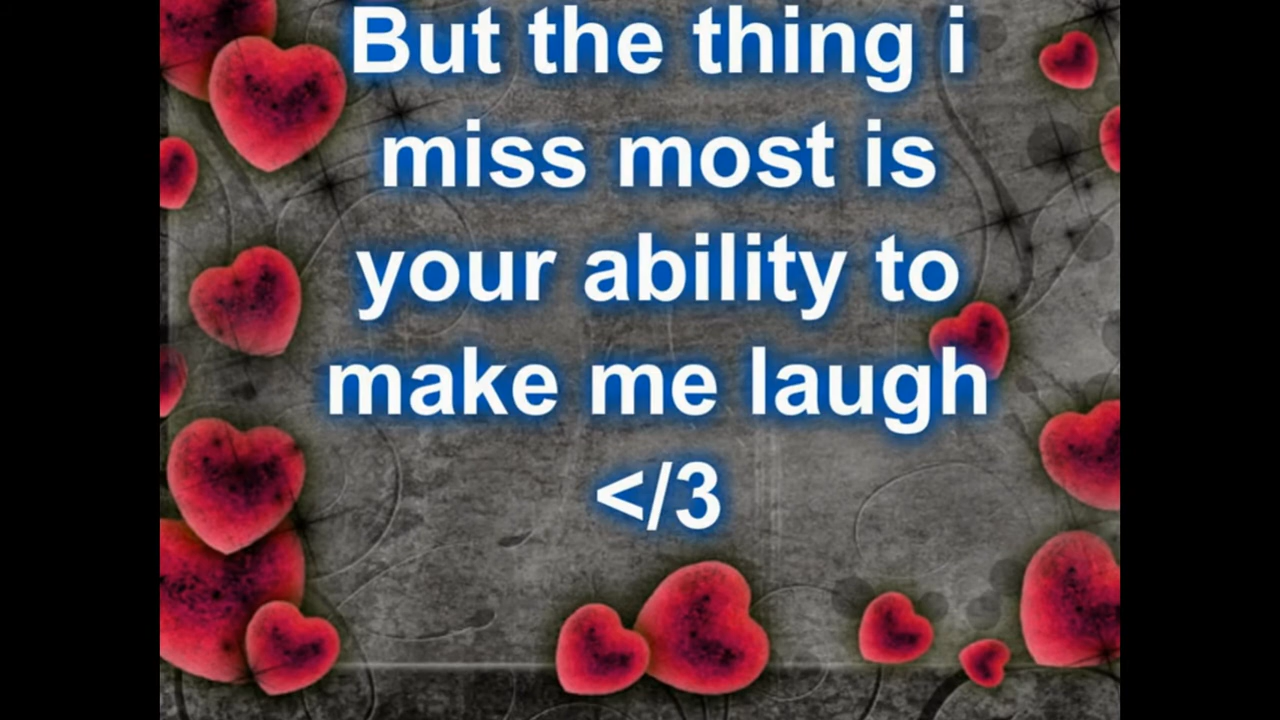 But the thing i
miss most is
your ability to
make me laugh
</3